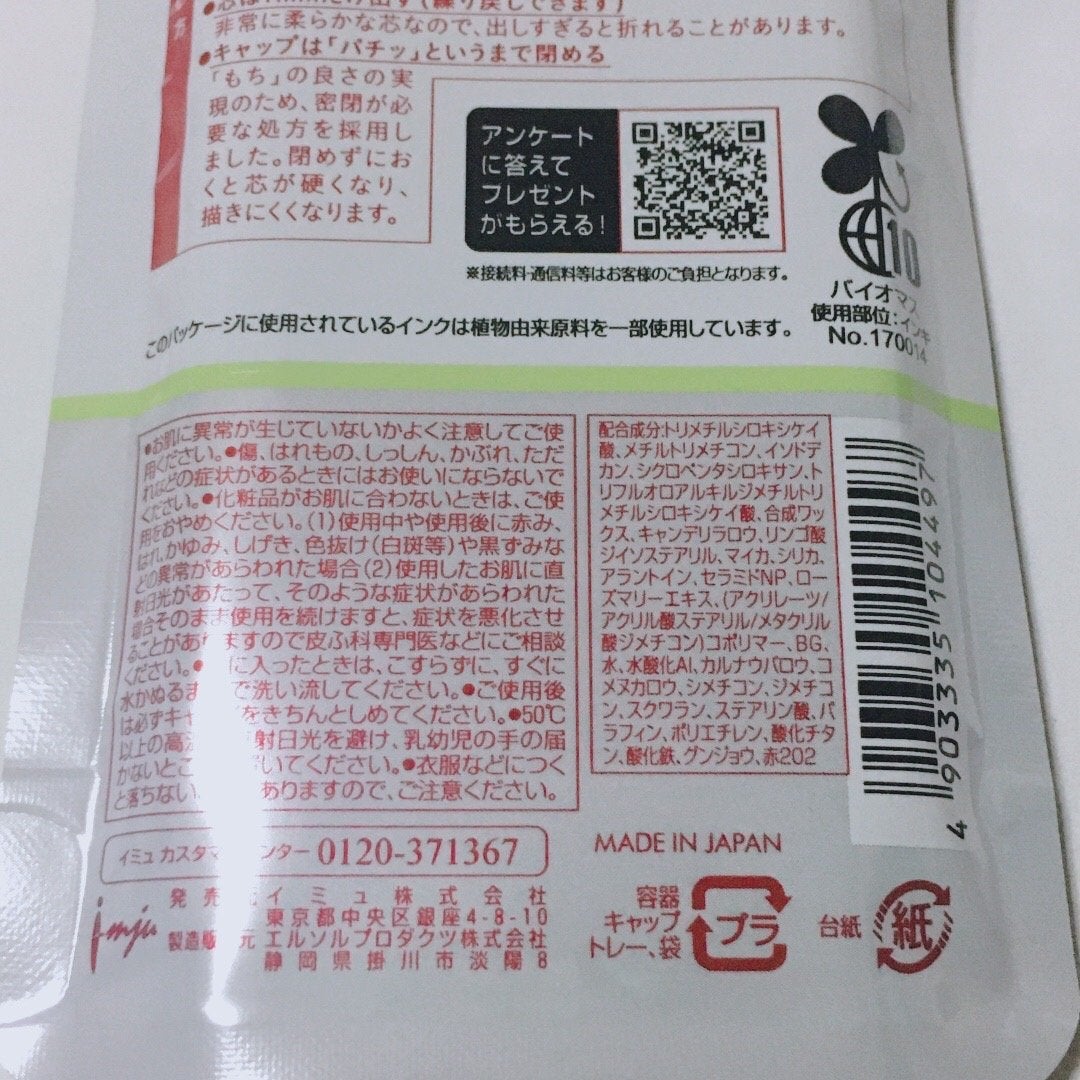 ●芯は1mmだけ出す(繰り戻しできます)
非常に柔らかな芯なので、出しすぎると折れることがあります。
●キャップは「パチッ」というまで閉める
「もち」の良さの実
現のため、密閉が必
要な処方を採用し
ました。閉めずにお
くと芯が硬くなり、
描きにくくなります。
アンケート
に答えて
プレゼント
がもらえる!
※接続料・通信料等はお客様のご負担となります。
10
バイオマス
使用部位:インキ
No.170014
このパッケージに使用されているインクは植物由来原料を一部使用しています。
●お肌に異常が生じていないかよく注意してご使
用ください。●傷、はれもの、しっしん、かぶれ、ただ
れなどの症状があるときにはお使いにならないで
ください。●化粧品がお肌に合わないときは、ご使
用をおやめください。(1)使用中や使用後に赤み、
はれ、かゆみ、しげき、色抜け(白斑等)や黒ずみな
どの異常があらわれた場合(2)使用したお肌に直
射日光があたって、そのような症状があらわれた
場合そのまま使用を続けますと、症状を悪化させ
ることがありますので皮ふ科専門医などにご相談
ください。●に入ったときは、こすらずに、すぐに
水かぬるまで洗い流してください。●ご使用後
は必ずキャをきちんとしめてください。●50℃
以上の高射日光を避け、乳幼児の手の届
かないといてください。●衣服などにつく
と落ちないありますので、ご注意ください。
配合成分:トリメチルシロキシケイ
酸、メチルトリメチコン、イソドデ
カン、シクロペンタシロキサン、ト
リフルオロアルキルジメチルトリ
メチルシロキシケイ酸、合成ワッ
クス、キャンデリラロウ、リンゴ酸
ジイソステアリル、マイカ、シリカ、
アラントイン、セラミドNP、ロー
ズマリーエキス、(アクリレーツ/
アクリル酸ステアリル/メタクリル
酸ジメチコン)コポリマー、BG、
水、水酸化Al、カルナウバロウ、コ
メヌカロウ、シメチコン、ジメチコ
ン、スクワラン、ステアリン酸、パ
ラフィン、ポリエチレン、酸化チタ
ン、酸化鉄、グンジョウ、赤202
4903335104497
イミュ カスタマンター 0120-371367
MADE IN JAPAN
imju
発売 イミュ株式会社
東京都中央区銀座4-8-10
製造元 エルソルプロダクツ株式会社
静岡県掛川市淡陽8
容器
キャップ
トレー、袋
プラ
台紙
紙